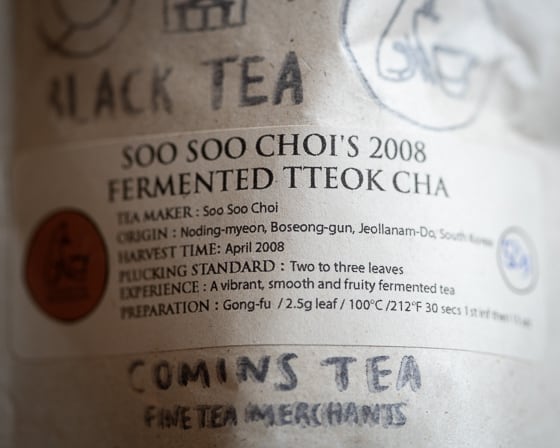 BLACK TEA
SOO SOO CHOI'S 2008
FERMENTED TTEOK CHA
TEA MAKER : Soo Soo Choi
ORIGIN : Noding-myeon, Boseong-gun, Jeollanam-Do, South Korea
HARVEST TIME: April 2008
PLUCKING STANDARD : Two to three leaves
EXPERIENCE : A vibrant, smooth and fruity fermented tea
PREPARATION : Gong-fu / 2.5g leaf / 100°C /212°F 30 secs 1st inf then
COMINS TEA
FINE TEA MERCHANTS